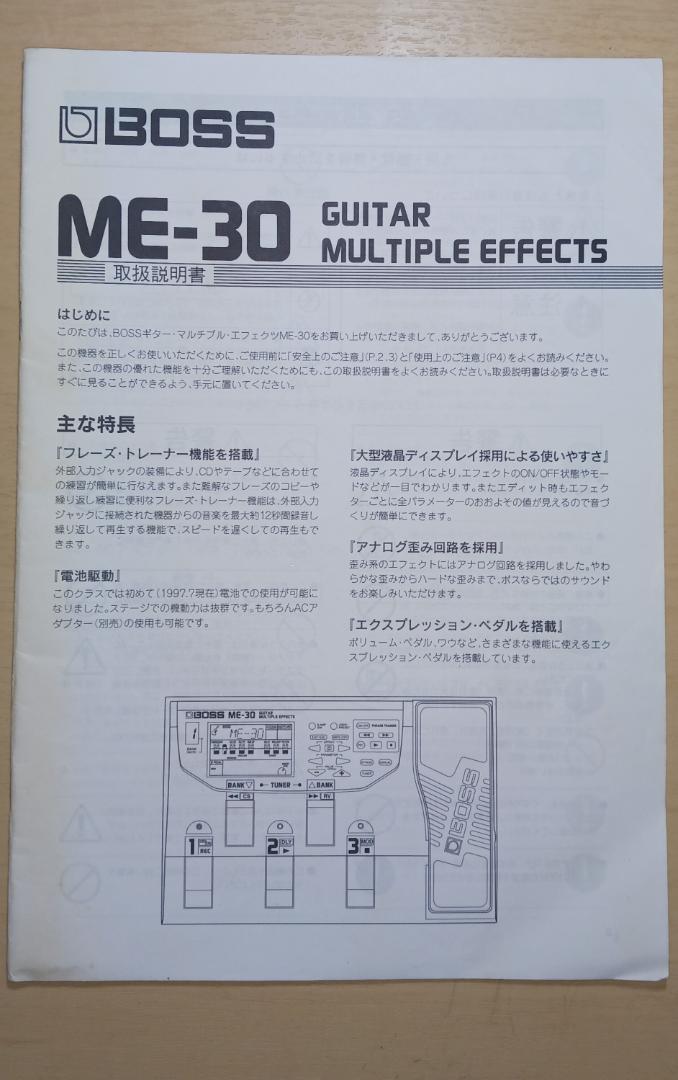 BOSS
ME-30 GUITAR MULTIPLE EFFECTS
取扱説明書
はじめに
このたびは、BOSSギター・マルチプル・エフェクツME-30をお買い上げいただきまして、ありがとうございます。
この機器を正しくお使いいただくために、ご使用前に「安全上のご注意」(P.2、3)と「使用上のご注意」(P4)をよくお読みください。
また、この機器の優れた機能を十分ご理解いただくためにも、この取扱説明書をよくお読みください。取扱説明書は必要なときに
すぐに見ることができるよう、手元に置いてください。
主な特長
『フレーズ・トレーナー機能を搭載』
外部入力ジャックの装備により、CDやテープなどに合わせて
の練習が簡単に行なえます。また難解なフレーズのコピーや
繰り返し練習に便利なフレーズ・トレーナー機能は、外部入力
ジャックに接続された機器からの音楽を最大約12秒間録音し
繰り返して再生する機能で、スピードを遅くしての再生もで
きます。
『電池駆動』
このクラスでは初めて(1997.7現在)電池での使用が可能に
なりました。ステージでの機動力は抜群です。もちろんACア
ダプター(別売)の使用も可能です。
『大型液晶ディスプレイ採用による使いやすさ』
液晶ディスプレイにより、エフェクトのON/OFF状態やモー
ドなどが一目でわかります。またエディット時もエフェク
ターごとに全パラメーターのおおよその値が見えるので音づ
くりが簡単にできます。
『アナログ歪み回路を採用』
歪み系のエフェクトにはアナログ回路を採用しました。やわ
らかな歪みからハードな歪みまで、ボスならではのサウンド
をお楽しみいただけます。
『エクスプレッション・ペダルを搭載』
ボリューム・ペダル、ワウなど、さまざまな機能に使えるエク
スプレッション・ペダルを搭載しています。
BOSS ME-30 GUITAR MULTIPLE EFFECTS
1
ME-30
BANK ▽ TUNER △ BANK
◀◀ CS ▶▶ RV
1 REC
2 DLY ▶
3 MOD ■
BOSS